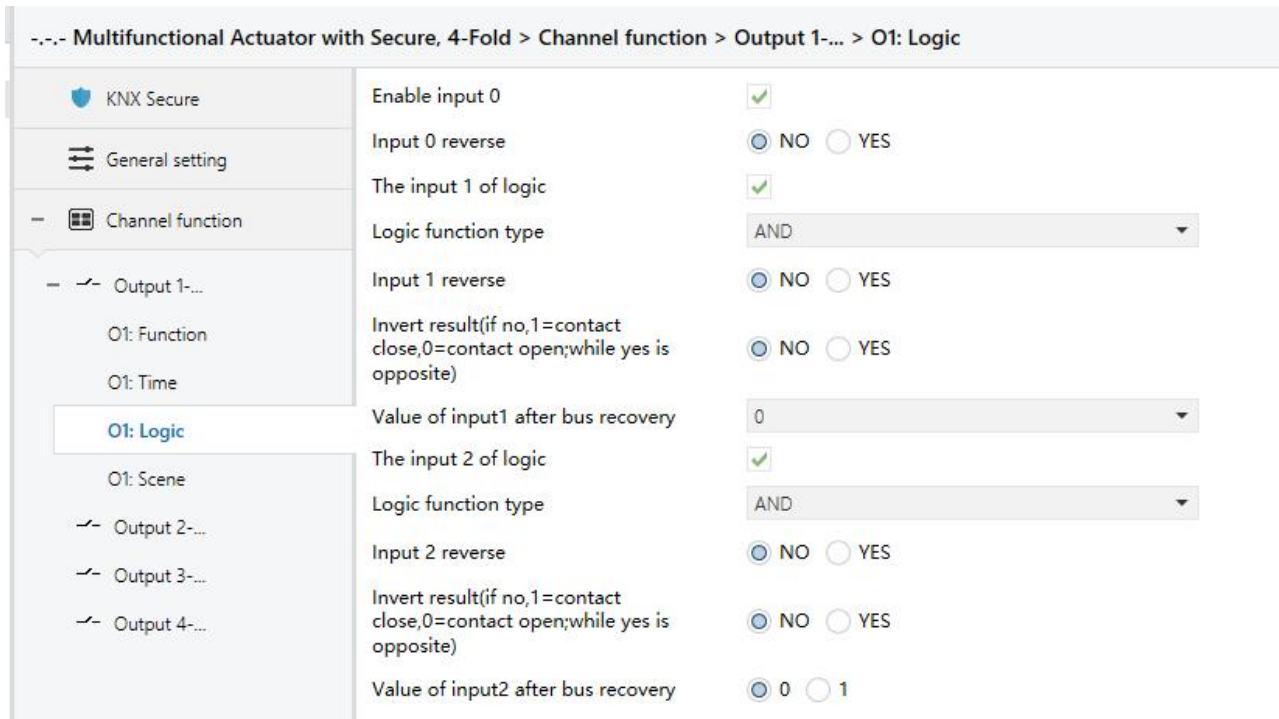 -.-.- Multifunctional Actuator with Secure, 4-Fold > Channel function > Output 1-... > O1: Logic
KNX Secure
General setting
Channel function
Output 1-...
O1: Function
O1: Time
O1: Logic
O1: Scene
Output 2-...
Output 3-...
Output 4-...
Enable input 0
Input 0 reverse NO YES
The input 1 of logic
Logic function type AND
Input 1 reverse NO YES
Invert result(if no,1=contact
close,0=contact open;while yes is
opposite) NO YES
Value of input1 after bus recovery 0
The input 2 of logic
Logic function type AND
Input 2 reverse NO YES
Invert result(if no,1=contact
close,0=contact open;while yes is
opposite) NO YES
Value of input2 after bus recovery 0 1